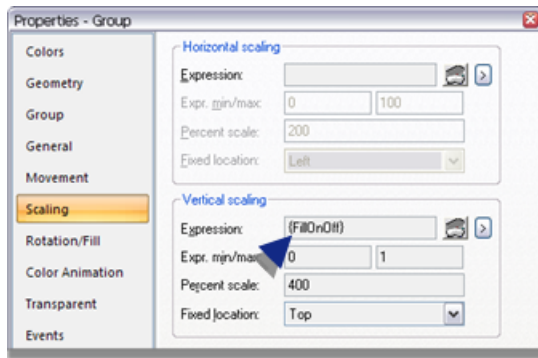 Properties - Group
Colors
Geometry
Group
General
Movement
Scaling
Rotation/Fill
Color Animation
Transparent
Events
Horizontal scaling
Expression:
Expr. min/max: 0 100
Percent scale: 200
Fixed location: Left
Vertical scaling
Expression: {FillOnOff}
Expr. min/max: 0 1
Percent scale: 400
Fixed location: Top